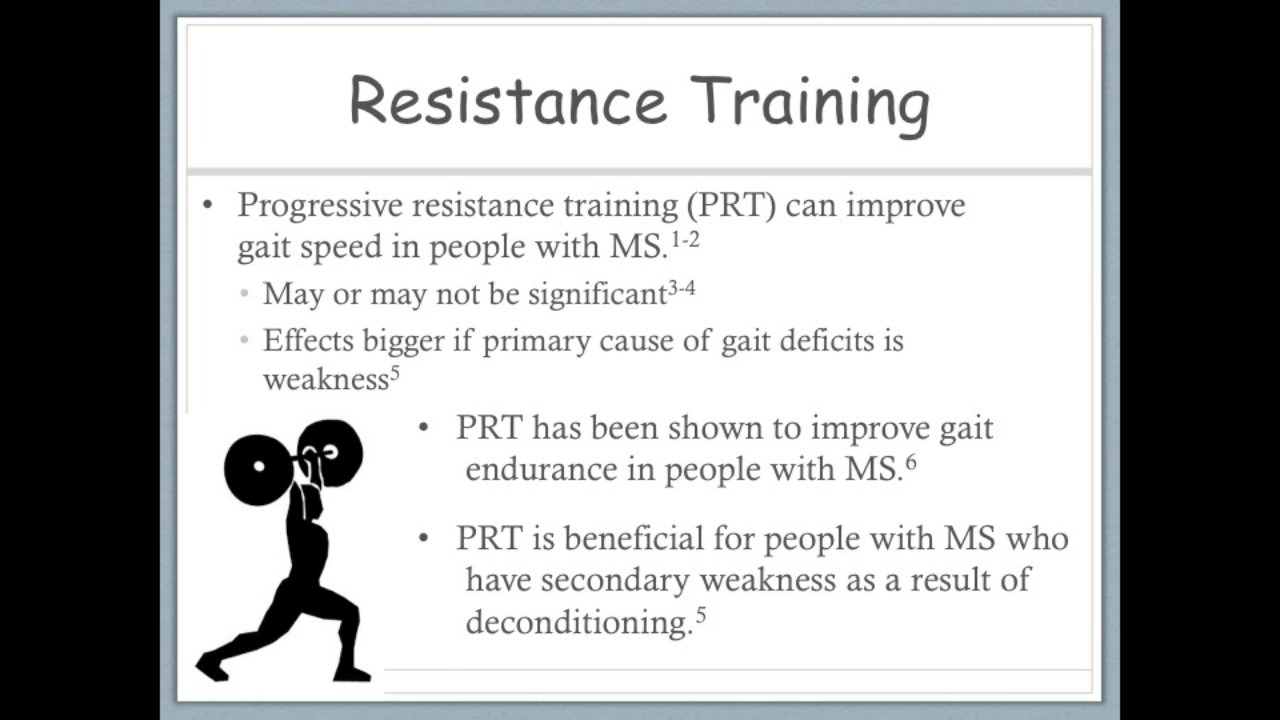 Resistance Training
• Progressive resistance training (PRT) can improve
gait speed in people with MS.¹⁻²
• May or may not be significant³⁻⁴
• Effects bigger if primary cause of gait deficits is
weakness⁵
• PRT has been shown to improve gait
endurance in people with MS.⁶
• PRT is beneficial for people with MS who
have secondary weakness as a result of
deconditioning.⁵